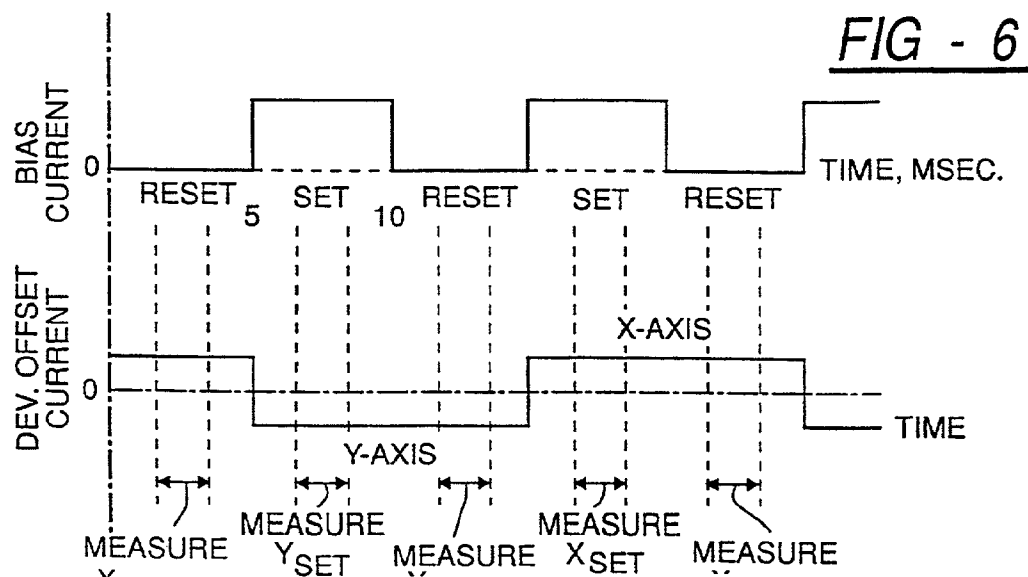 FIG - 6
BIAS
CURRENT
0
TIME, MSEC.
RESET
5
SET
10
RESET
SET
RESET
DEV. OFFSET
CURRENT
0
X-AXIS
Y-AXIS
TIME
MEASURE
MEASURE
Y SET
MEASURE
MEASURE
X SET
MEASURE